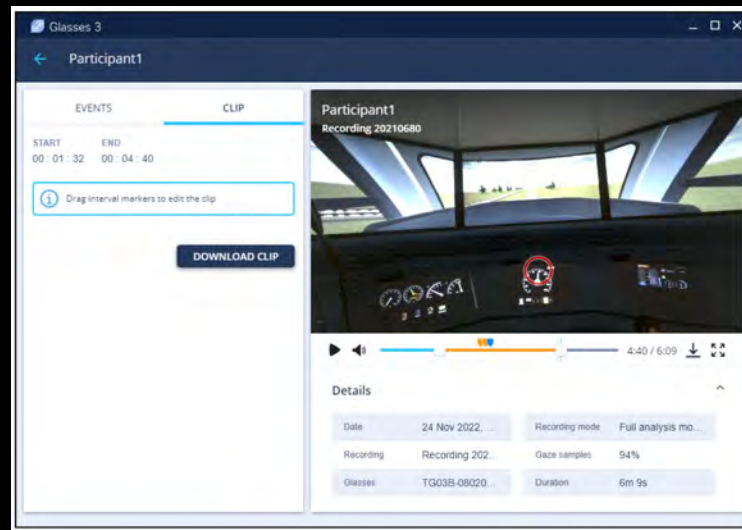 Glasses 3
Participant1
EVENTS CLIP
START END
00 : 01 : 32 00 : 04 : 40
Drag interval markers to edit the clip
DOWNLOAD CLIP
Participant1
Recording 20210680
4:40 / 6:09
Details
Date 24 Nov 2022, ... Recording mode Full analysis mo...
Recording Recording 202... Gaze samples 94%
Glasses TG03B-08020... Duration 6m 9s